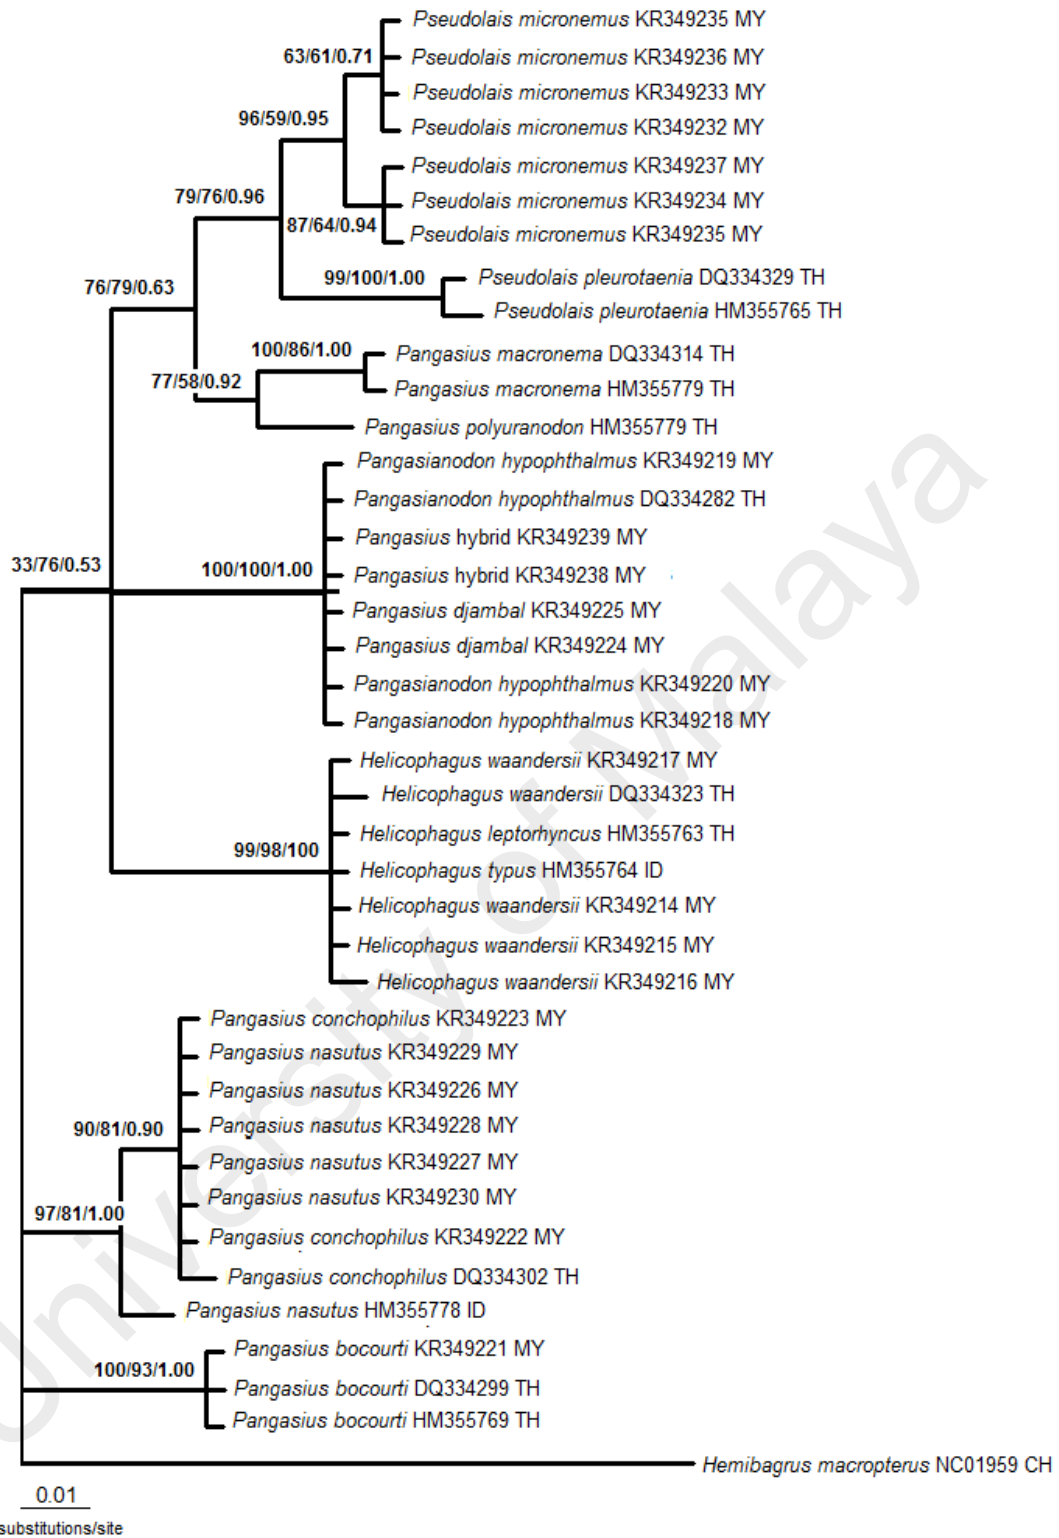 Pseudolais micronemus KR349235 MY
63/61/0.71
Pseudolais micronemus KR349236 MY
Pseudolais micronemus KR349233 MY
96/59/0.95
Pseudolais micronemus KR349232 MY
Pseudolais micronemus KR349237 MY
79/76/0.96
Pseudolais micronemus KR349234 MY
87/64/0.94
Pseudolais micronemus KR349235 MY
99/100/1.00
Pseudolais pleurotaenia DQ334329 TH
76/79/0.63
Pseudolais pleurotaenia HM355765 TH
100/86/1.00
Pangasius macronema DQ334314 TH
77/58/0.92
Pangasius macronema HM355779 TH
Pangasius polyuranodon HM355779 TH
Pangasianodon hypophthalmus KR349219 MY
Pangasianodon hypophthalmus DQ334282 TH
Pangasius hybrid KR349239 MY
33/76/0.53
100/100/1.00
Pangasius hybrid KR349238 MY
Pangasius djambal KR349225 MY
Pangasius djambal KR349224 MY
Pangasianodon hypophthalmus KR349220 MY
Pangasianodon hypophthalmus KR349218 MY
Helicophagus waandersii KR349217 MY
Helicophagus waandersii DQ334323 TH
Helicophagus leptorhyncus HM355763 TH
99/98/100
Helicophagus typus HM355764 ID
Helicophagus waandersii KR349214 MY
Helicophagus waandersii KR349215 MY
Helicophagus waandersii KR349216 MY
Pangasius conchophilus KR349223 MY
Pangasius nasutus KR349229 MY
Pangasius nasutus KR349226 MY
90/81/0.90
Pangasius nasutus KR349228 MY
Pangasius nasutus KR349227 MY
Pangasius nasutus KR349230 MY
97/81/1.00
Pangasius conchophilus KR349222 MY
Pangasius conchophilus DQ334302 TH
Pangasius nasutus HM355778 ID
Pangasius bocourti KR349221 MY
100/93/1.00
Pangasius bocourti DQ334299 TH
Pangasius bocourti HM355769 TH
Hemibagrus macropterus NC01959 CH
0.01
substitutions/site
University of Malaya